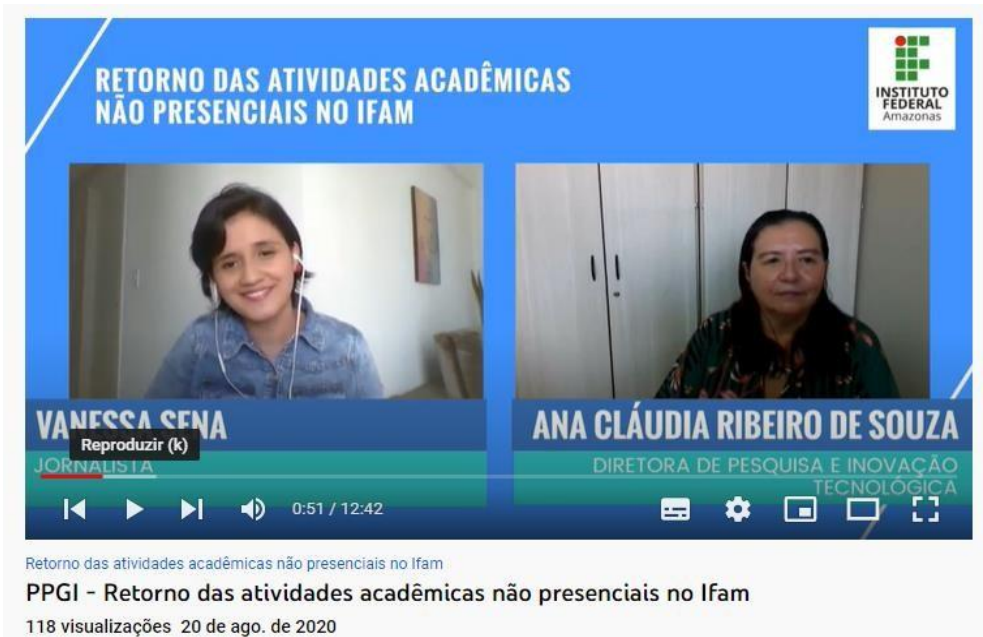 RETORNO DAS ATIVIDADES ACADÊMICAS
NÃO PRESENCIAIS NO IFAM
INSTITUTO
FEDERAL
Amazonas
VANESSA SENA
JORNALISTA
ANA CLÁUDIA RIBEIRO DE SOUZA
DIRETORA DE PESQUISA E INOVAÇÃO
TECNOLÓGICA
Reproduzir (k)
0:51 / 12:42
Retorno das atividades acadêmicas não presenciais no Ifam
PPGI - Retorno das atividades acadêmicas não presenciais no Ifam
118 visualizações 20 de ago. de 2020